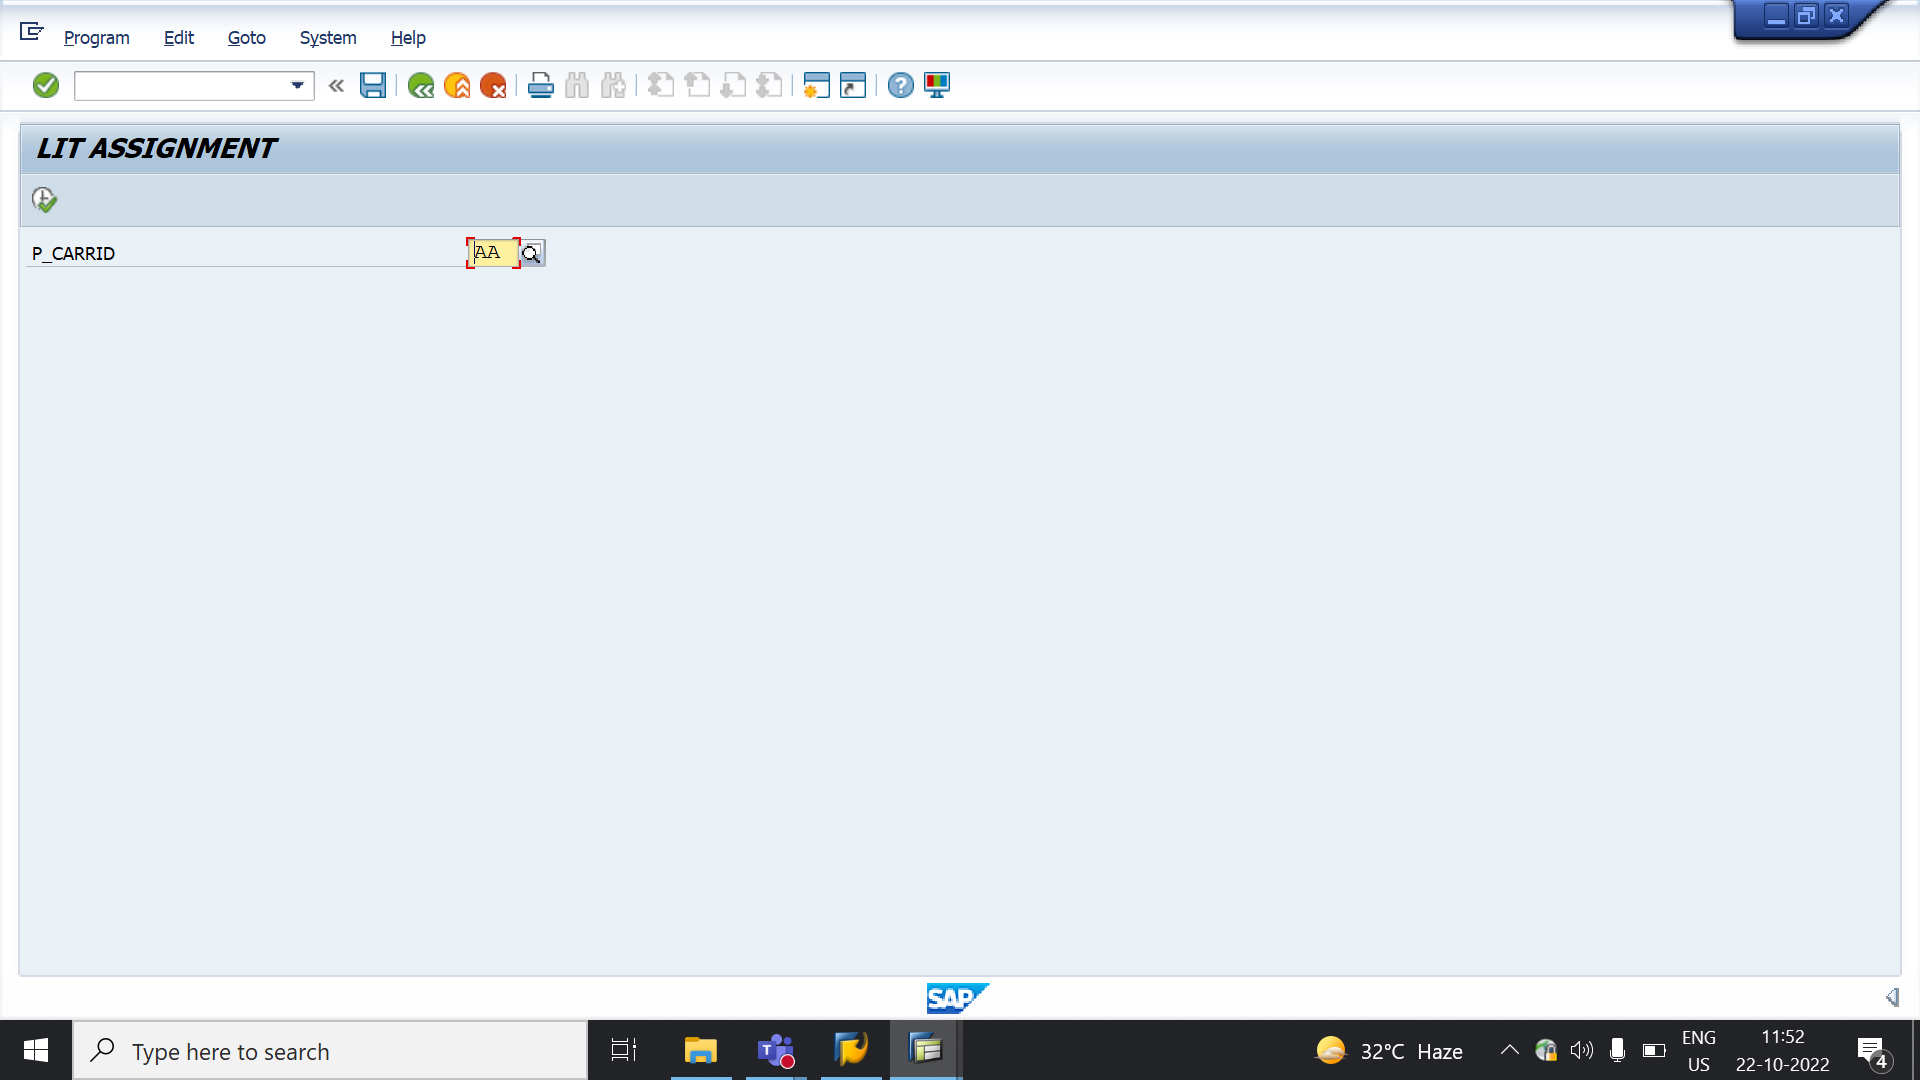 Program Edit Goto System Help
LIT ASSIGNMENT
P_CARRID AA
SAP
Type here to search
32°C Haze
ENG
US
11:52
22-10-2022
4